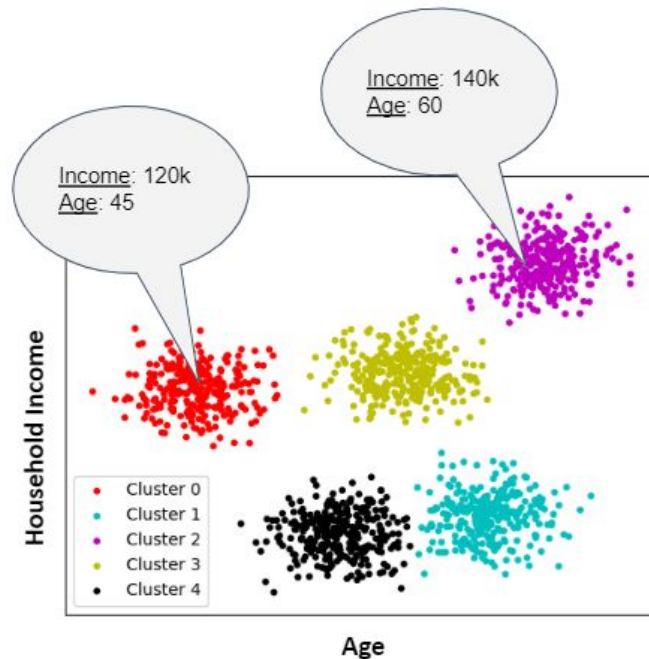 Income: 140k
Age: 60
Income: 120k
Age: 45
Household Income
Cluster 0
Cluster 1
Cluster 2
Cluster 3
Cluster 4
Age